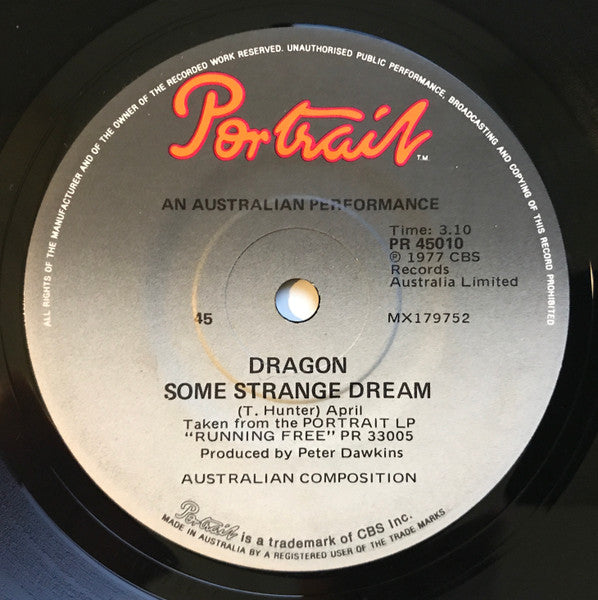 ALL RIGHTS OF THE MANUFACTURER AND OF THE OWNER OF THE RECORDED WORK RESERVED. UNAUTHORISED PUBLIC PERFORMANCE, BROADCASTING AND COPYING OF THIS RECORD PROHIBITED
Portrait T.M.
AN AUSTRALIAN PERFORMANCE
Time: 3.10
PR 45010
℗ 1977 CBS
Records
Australia Limited
45
MX179752
DRAGON
SOME STRANGE DREAM
(T. Hunter) April
Taken from the PORTRAIT LP
"RUNNING FREE" PR 33005
Produced by Peter Dawkins
AUSTRALIAN COMPOSITION
Portrait is a trademark of CBS Inc.
MADE IN AUSTRALIA BY A REGISTERED USER OF THE TRADE MARKS